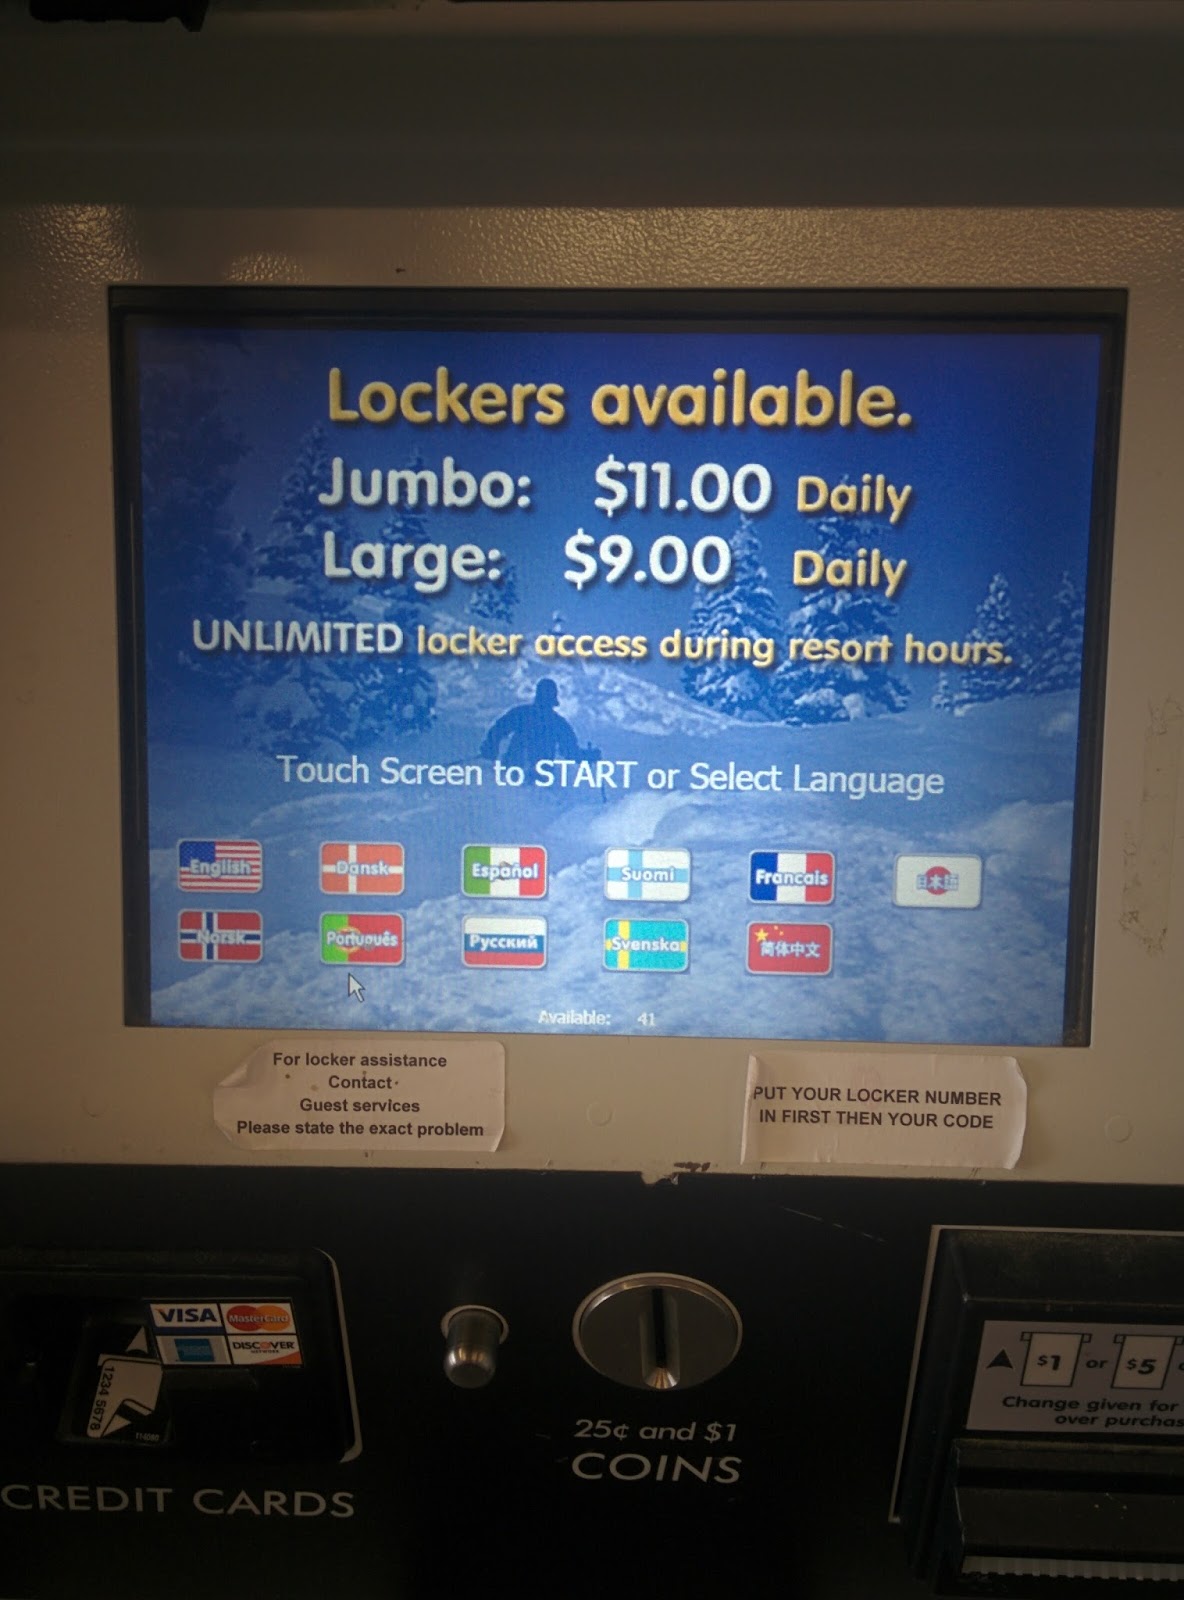 Lockers available.
Jumbo: $11.00 Daily
Large: $9.00 Daily
UNLIMITED locker access during resort hours.
Touch Screen to START or Select Language
English Dansk Español Suomi Francais 日本語
Norsk Português Русский Svenska 简体中文
Available: 41
For locker assistance
Contact
Guest services
Please state the exact problem
PUT YOUR LOCKER NUMBER
IN FIRST THEN YOUR CODE
VISA MasterCard
DISCOVER
NETWORK
1234 5678
CREDIT CARDS
25¢ and $1
COINS
$1 or $5
Change given for
over purchas